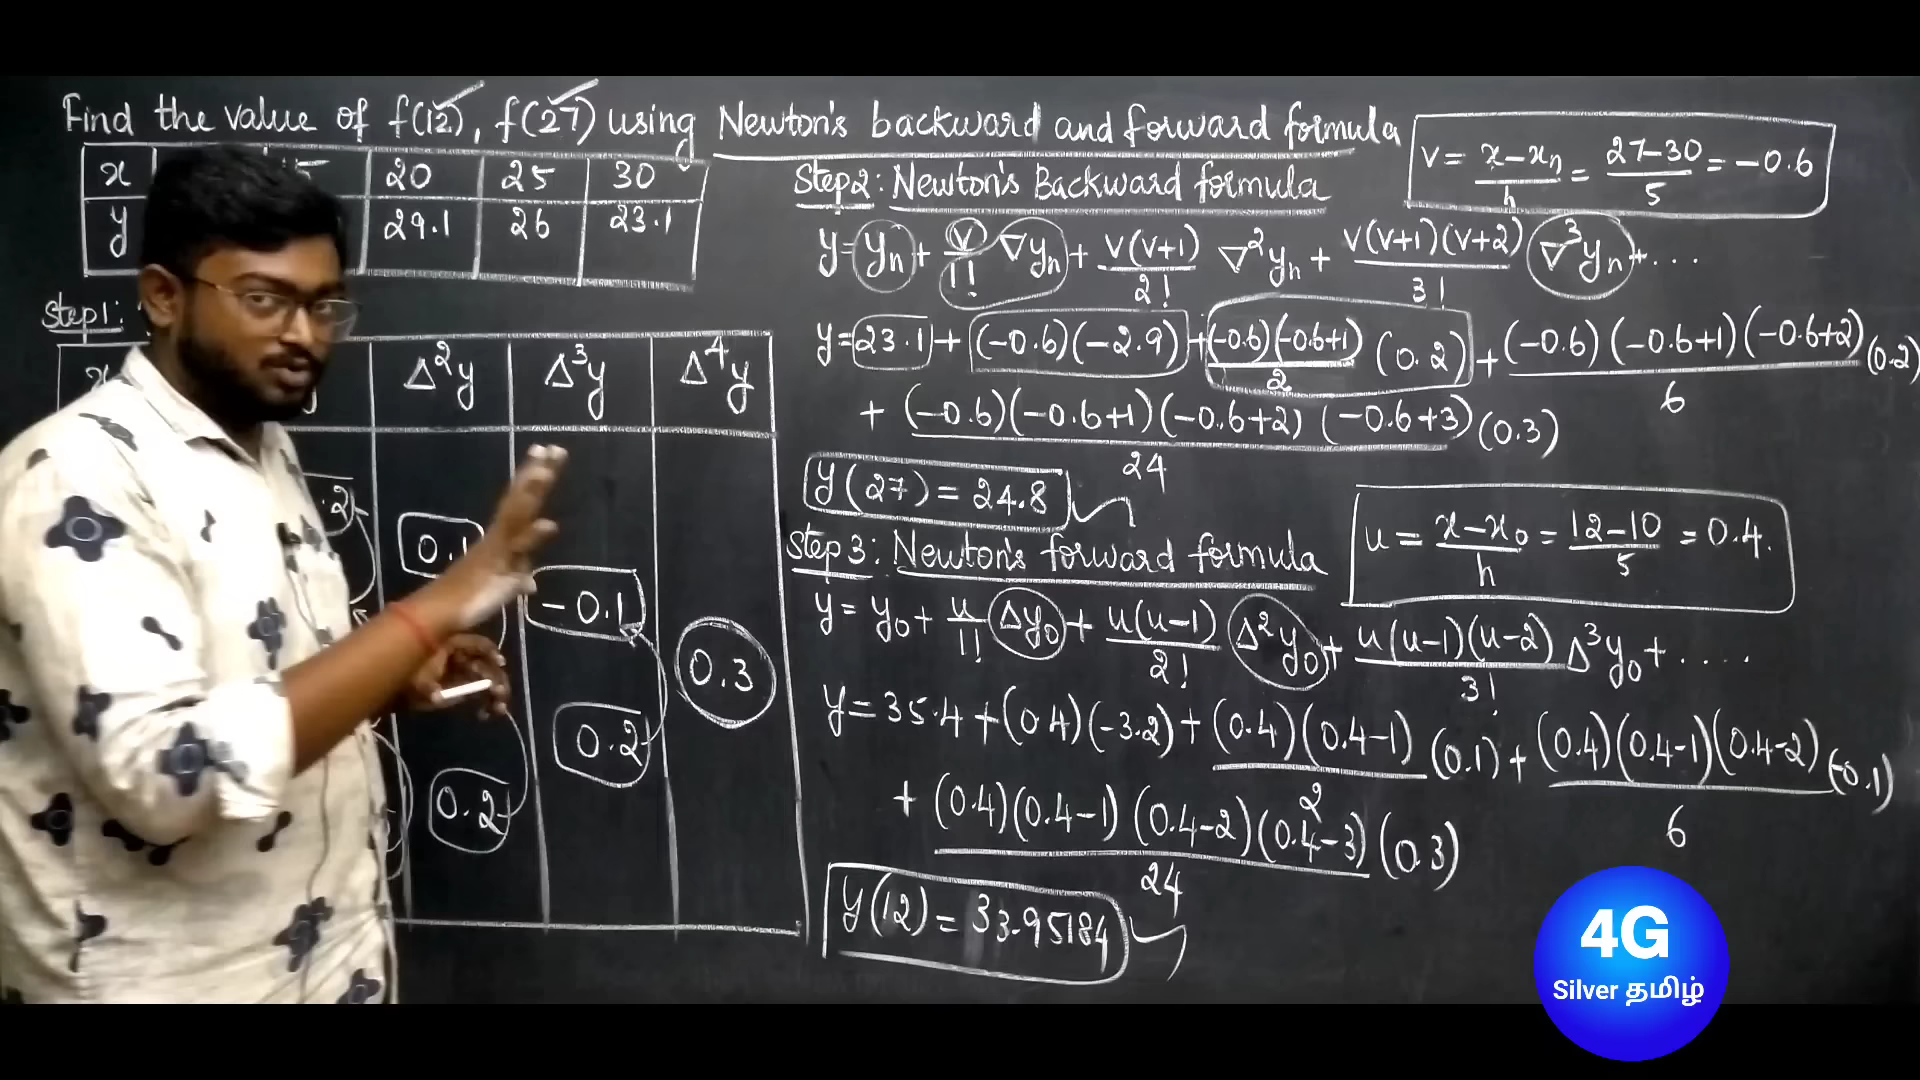 Find the value of f(12), f(27) using Newton's backward and forward formula
x 20 25 30
y 29.1 26 23.1
Step1:
x y Δ²y Δ³y Δ⁴y
.2
0.1
-0.1
0.3
0.2
0.2
v = x-xₙ/h = 27-30/5 = -0.6
Step2: Newton's Backward formula
y = yₙ + v/1! ∇yₙ + v(v+1)/2! ∇²yₙ + v(v+1)(v+2)/3! ∇³yₙ + ...
y = 23.1 + (-0.6)(-2.9) + (-0.6)(-0.6+1)/2 (0.2) + (-0.6)(-0.6+1)(-0.6+2)/6 (0.2)
+ (-0.6)(-0.6+1)(-0.6+2)(-0.6+3)/24 (0.3)
y(27) = 24.8
u = x-x₀/h = 12-10/5 = 0.4.
Step 3: Newton's forward formula
y = y₀ + u/1! Δy₀ + u(u-1)/2! Δ²y₀ + u(u-1)(u-2)/3! Δ³y₀ + ....
y = 35.4 + (0.4)(-3.2) + (0.4)(0.4-1)/2 (0.1) + (0.4)(0.4-1)(0.4-2)/6 (-0.1)
+ (0.4)(0.4-1)(0.4-2)(0.4-3)/24 (0.3)
y(12) = 33.95184
4G
Silver தமிழ்